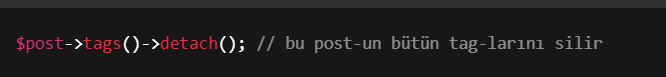 $post->tags()->detach(); // bu post-un bütün tag-larını silir